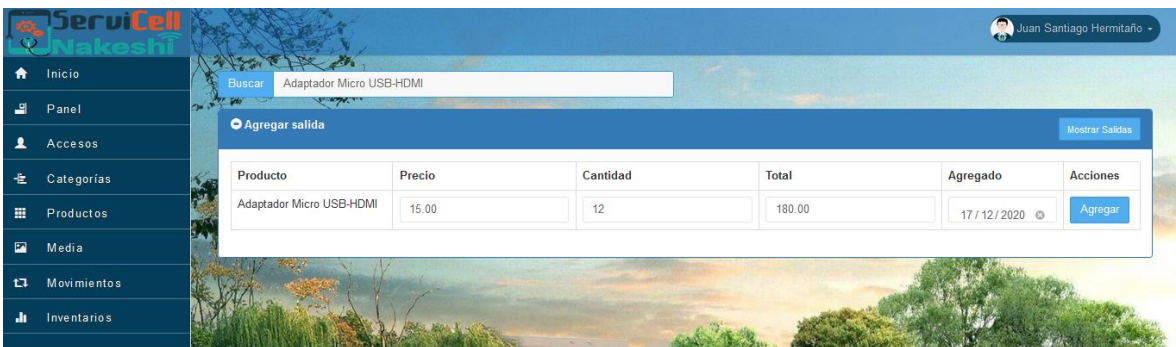 ServiCell
Nakeshi
Juan Santiago Hermitaño
Inicio
Panel
Accesos
Categorías
Productos
Media
Movimientos
Inventarios
Buscar Adaptador Micro USB-HDMI
Agregar salida
Mostrar Salidas
Producto Precio Cantidad Total Agregado Acciones
Adaptador Micro USB-HDMI 15.00 12 180.00 17/12/2020 Agregar